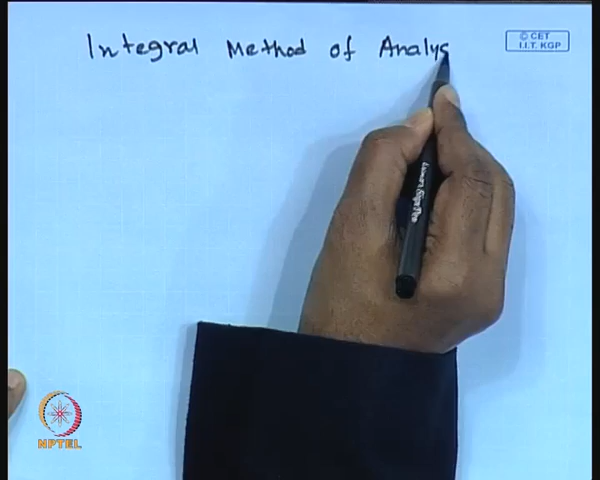 Integral Method of Analys
© CET
I.I.T. KGP
NPTEL